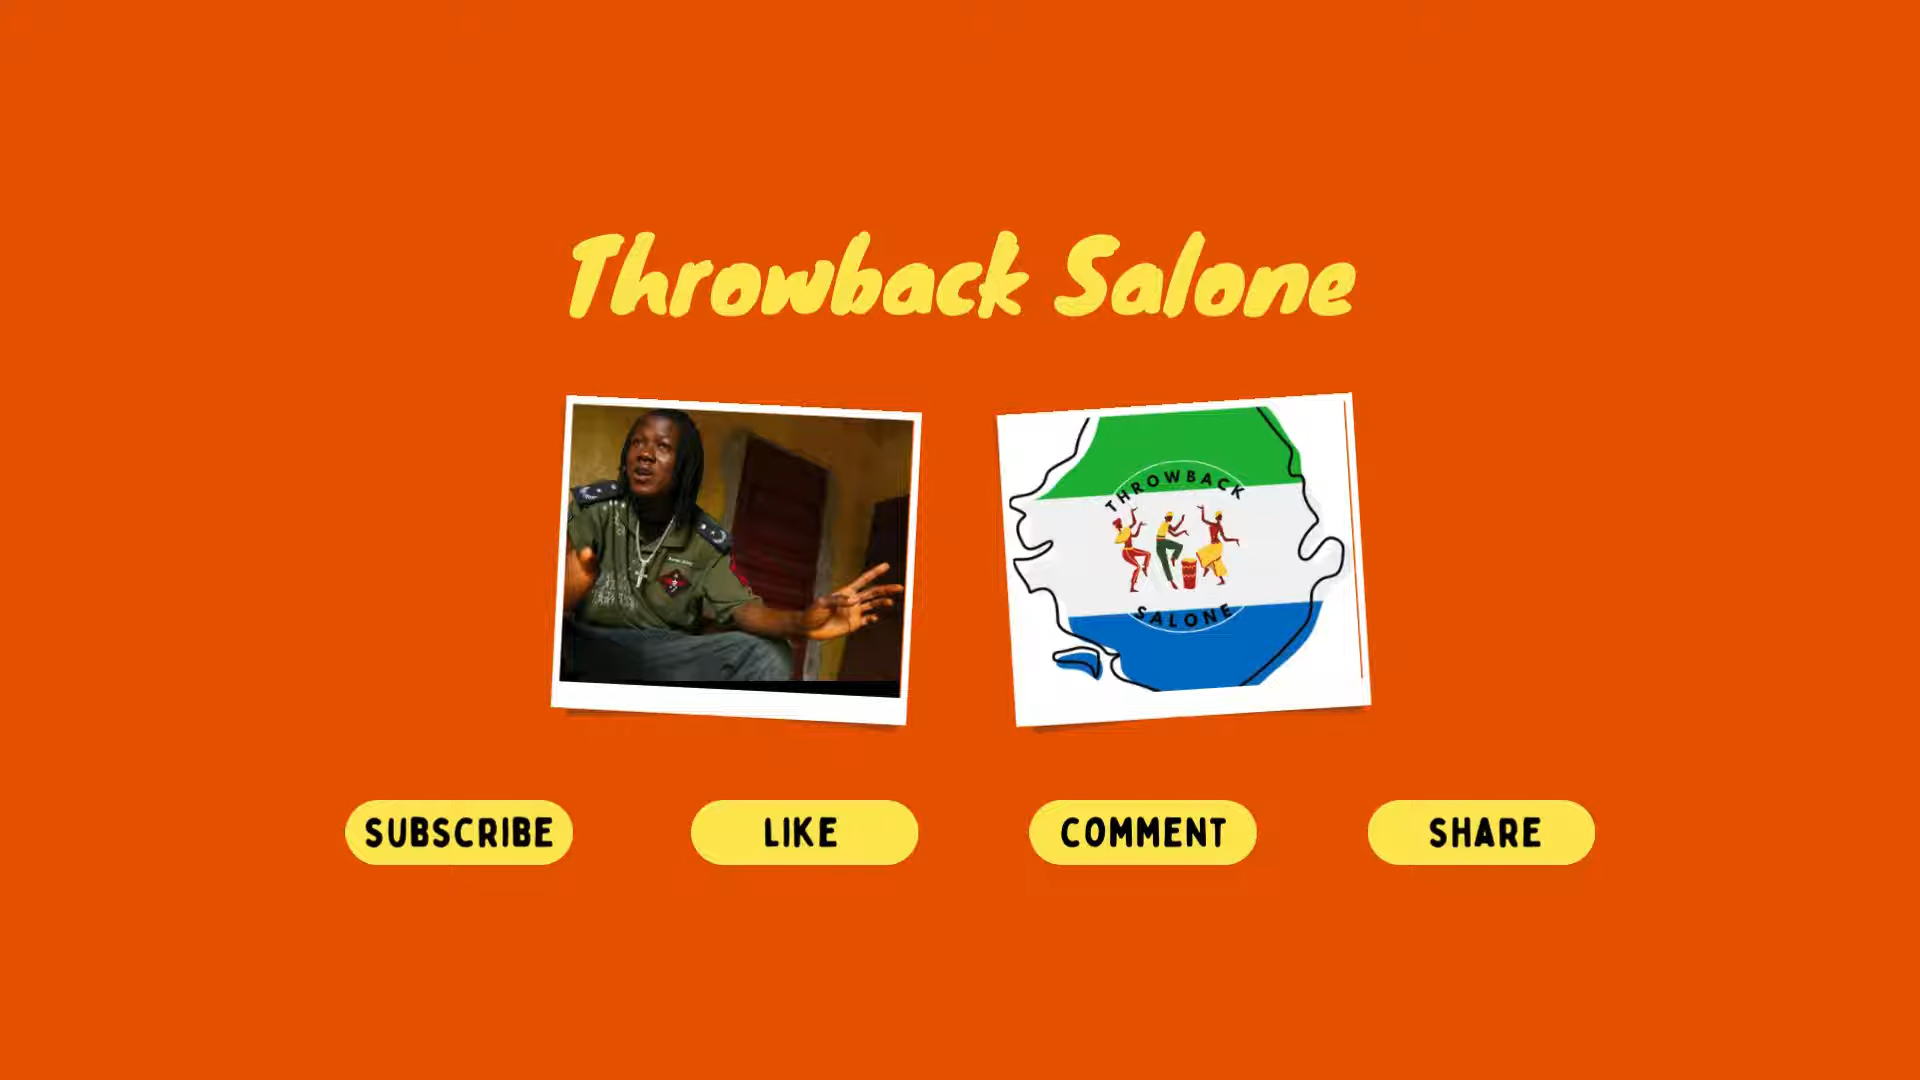 Throwback Salone
THROWBACK
SALONE
SUBSCRIBE
LIKE
COMMENT
SHARE